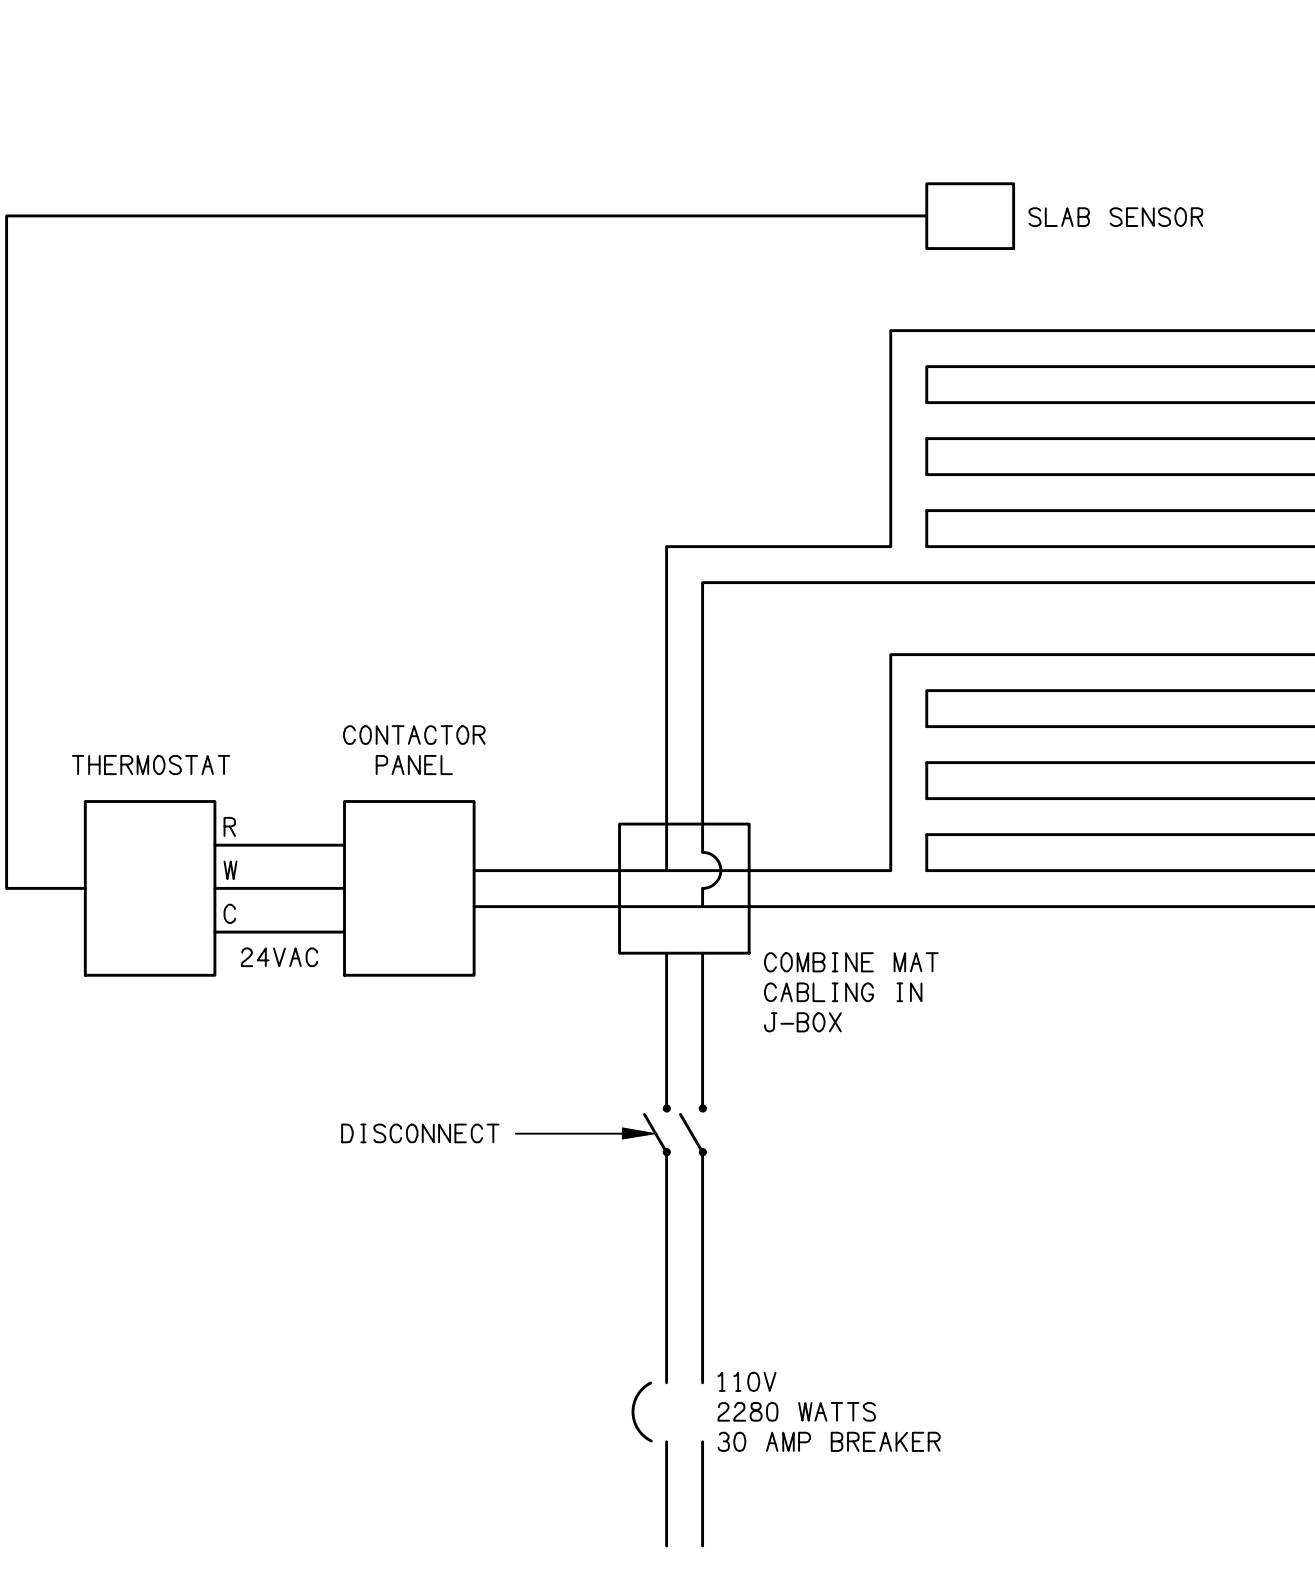 SLAB SENSOR
CONTACTOR
PANEL
THERMOSTAT
R
W
C
24VAC
COMBINE MAT
CABLING IN
J-BOX
DISCONNECT
110V
2280 WATTS
30 AMP BREAKER